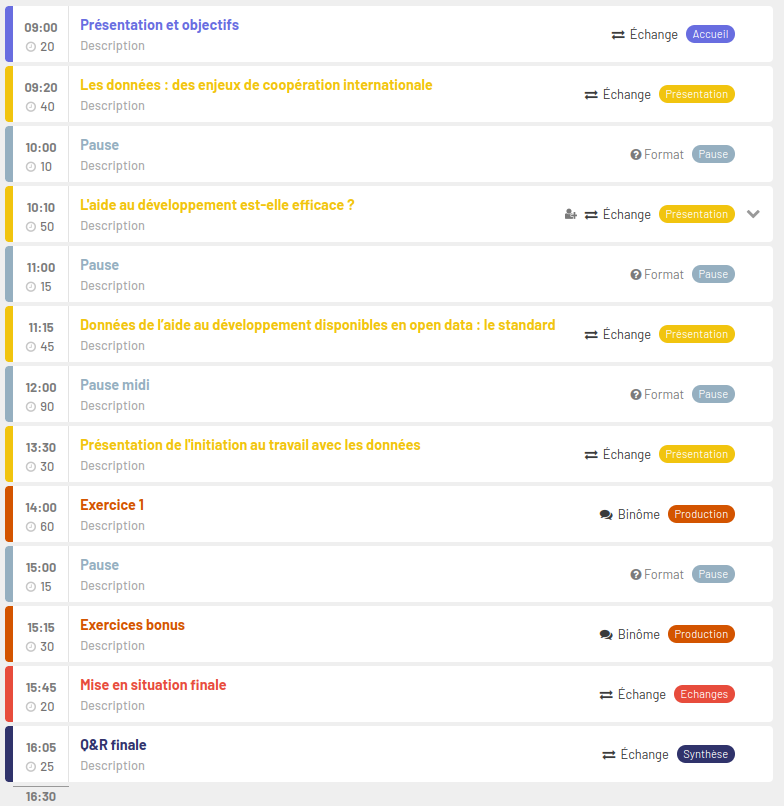 09:00 Présentation et objectifs Échange Accueil
20 Description
09:20 Les données : des enjeux de coopération internationale Échange Présentation
40 Description
10:00 Pause Format Pause
10 Description
10:10 L'aide au développement est-elle efficace ? Échange Présentation
50 Description
11:00 Pause Format Pause
15 Description
11:15 Données de l'aide au développement disponibles en open data : le standard Échange Présentation
45 Description
12:00 Pause midi Format Pause
90 Description
13:30 Présentation de l'initiation au travail avec les données Échange Présentation
30 Description
14:00 Exercice 1 Binôme Production
60 Description
15:00 Pause Format Pause
15 Description
15:15 Exercices bonus Binôme Production
30 Description
15:45 Mise en situation finale Échange Echanges
20 Description
16:05 Q&R finale Échange Synthèse
25 Description
16:30